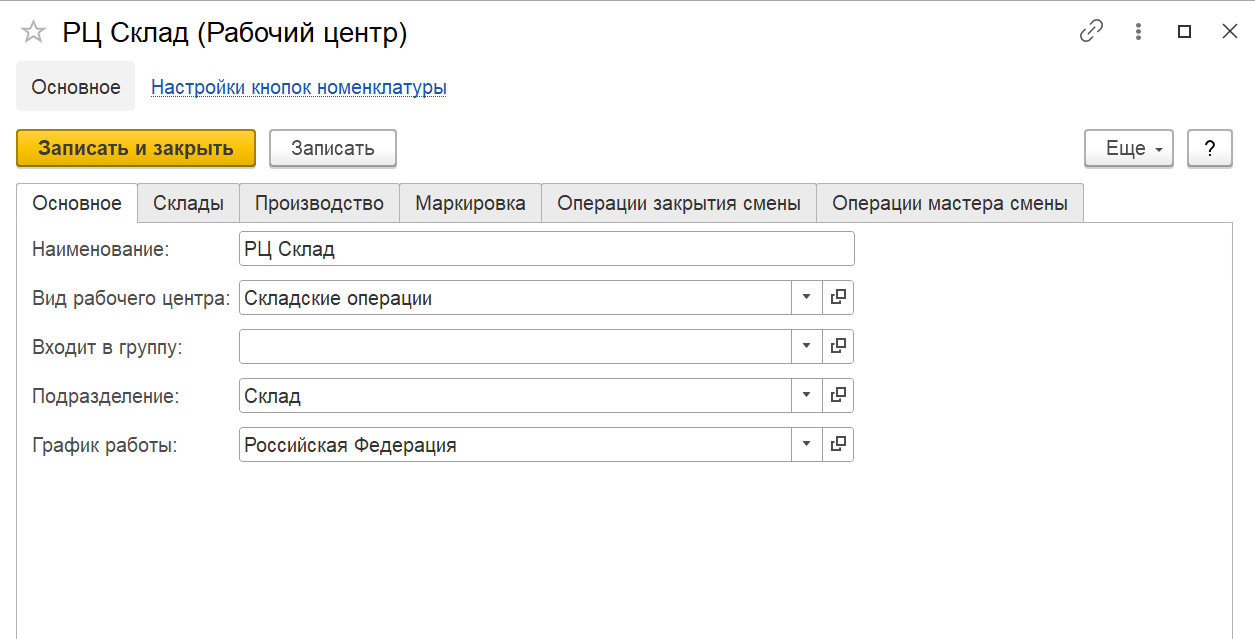 РЦ Склад (Рабочий центр)
Основное Настройки кнопок номенклатуры
Записать и закрыть Записать Еще ?
Основное Склады Производство Маркировка Операции закрытия смены Операции мастера смены
Наименование: РЦ Склад
Вид рабочего центра: Складские операции
Входит в группу:
Подразделение: Склад
График работы: Российская Федерация